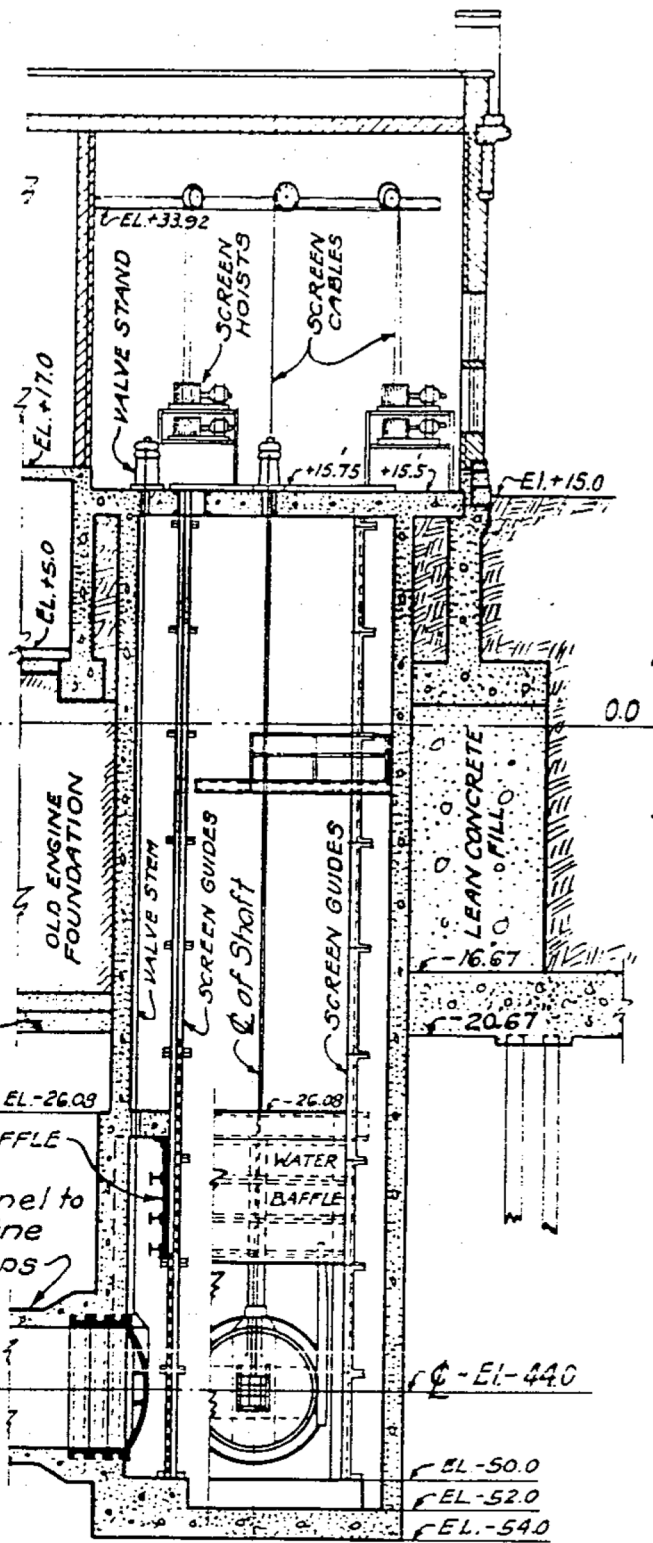 EL.+33.92
VALVE STAND
SCREEN
HOISTS
SCREEN
CABLES
EL.+17.0
+15.75
+15.5
El.+15.0
EL.+5.0
0.0
OLD ENGINE
FOUNDATION
VALVE STEM
SCREEN GUIDES
℄ of Shaft
SCREEN GUIDES
LEAN CONCRETE
FILL
-16.67
-20.67
EL.-26.08
-26.08
FFLE
WATER
BAFFLE
nel to
ne
ps
℄-El.-44.0
EL.-50.0
EL.-52.0
EL.-54.0